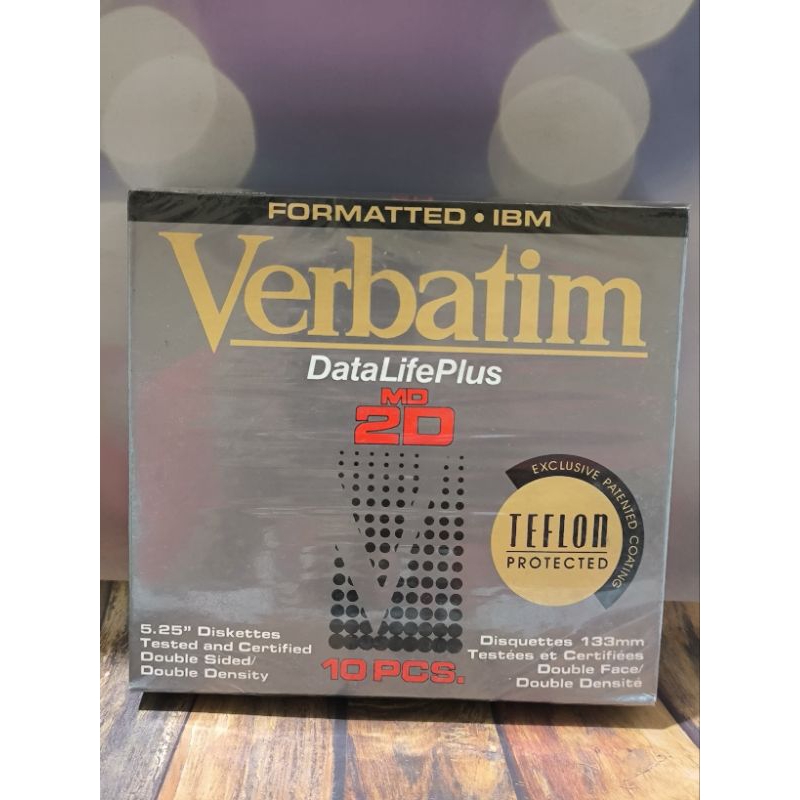 FORMATTED • IBM
Verbatim
DataLifePlus
MD
2D
EXCLUSIVE PATENTED COATING
TEFLON
PROTECTED
5.25" Diskettes
Tested and Certified
Double Sided/
Double Density
10 PCS.
Disquettes 133mm
Testées et Certifiées
Double Face/
Double Densité